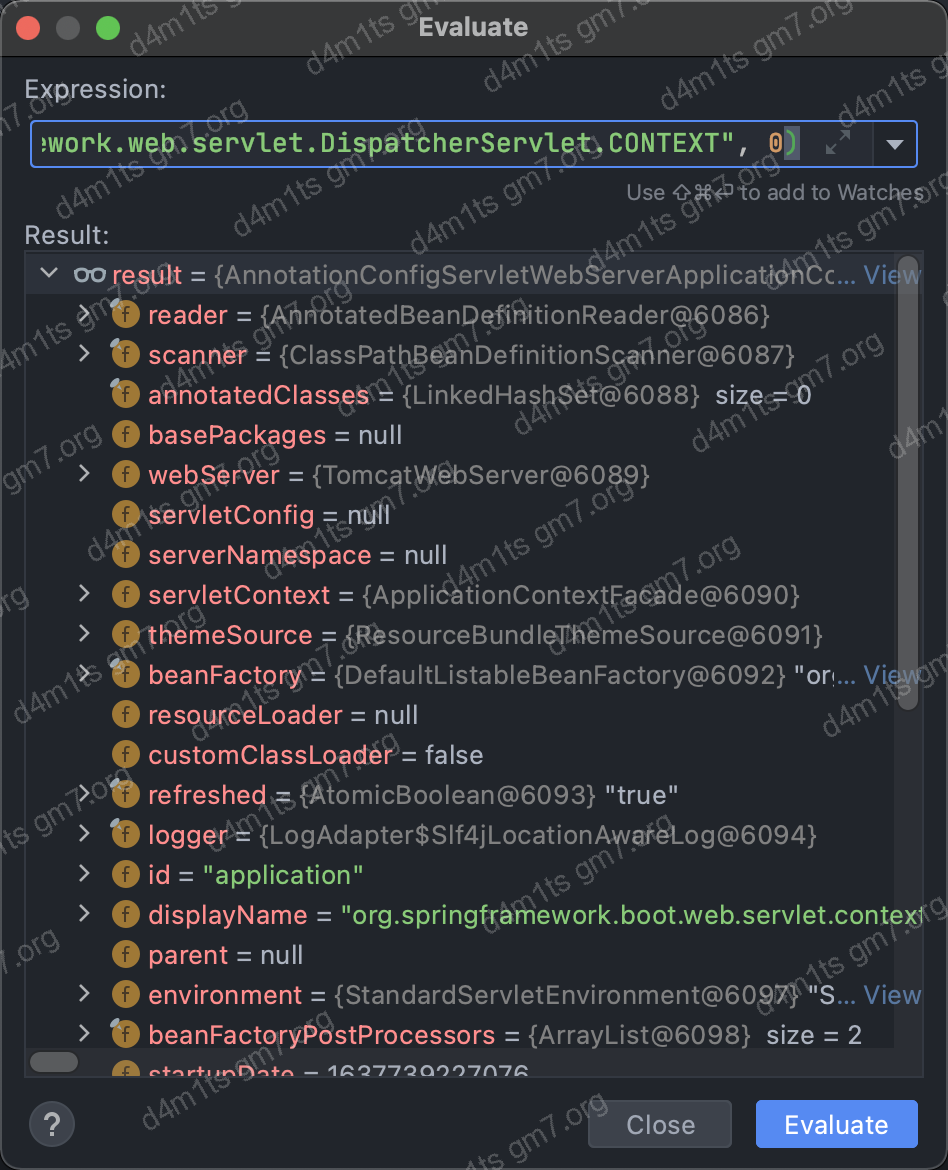 Evaluate
Expression:
ework.web.servlet.DispatcherServlet.CONTEXT", 0)
Use ⇧⌘⏎ to add to Watches
Result:
result = {AnnotationConfigServletWebServerApplicationCc... View
reader = {AnnotatedBeanDefinitionReader@6086}
scanner = {ClassPathBeanDefinitionScanner@6087}
annotatedClasses = {LinkedHashSet@6088} size = 0
basePackages = null
webServer = {TomcatWebServer@6089}
servletConfig = null
serverNamespace = null
servletContext = {ApplicationContextFacade@6090}
themeSource = {ResourceBundleThemeSource@6091}
beanFactory = {DefaultListableBeanFactory@6092} "org... View
resourceLoader = null
customClassLoader = false
refreshed = {AtomicBoolean@6093} "true"
logger = {LogAdapter$Slf4jLocationAwareLog@6094}
id = "application"
displayName = "org.springframework.boot.web.servlet.context
parent = null
environment = {StandardServletEnvironment@6097} "S... View
beanFactoryPostProcessors = {ArrayList@6098} size = 2
startupDate = 1637739227076
? Close Evaluate
d4m1ts gm7.org